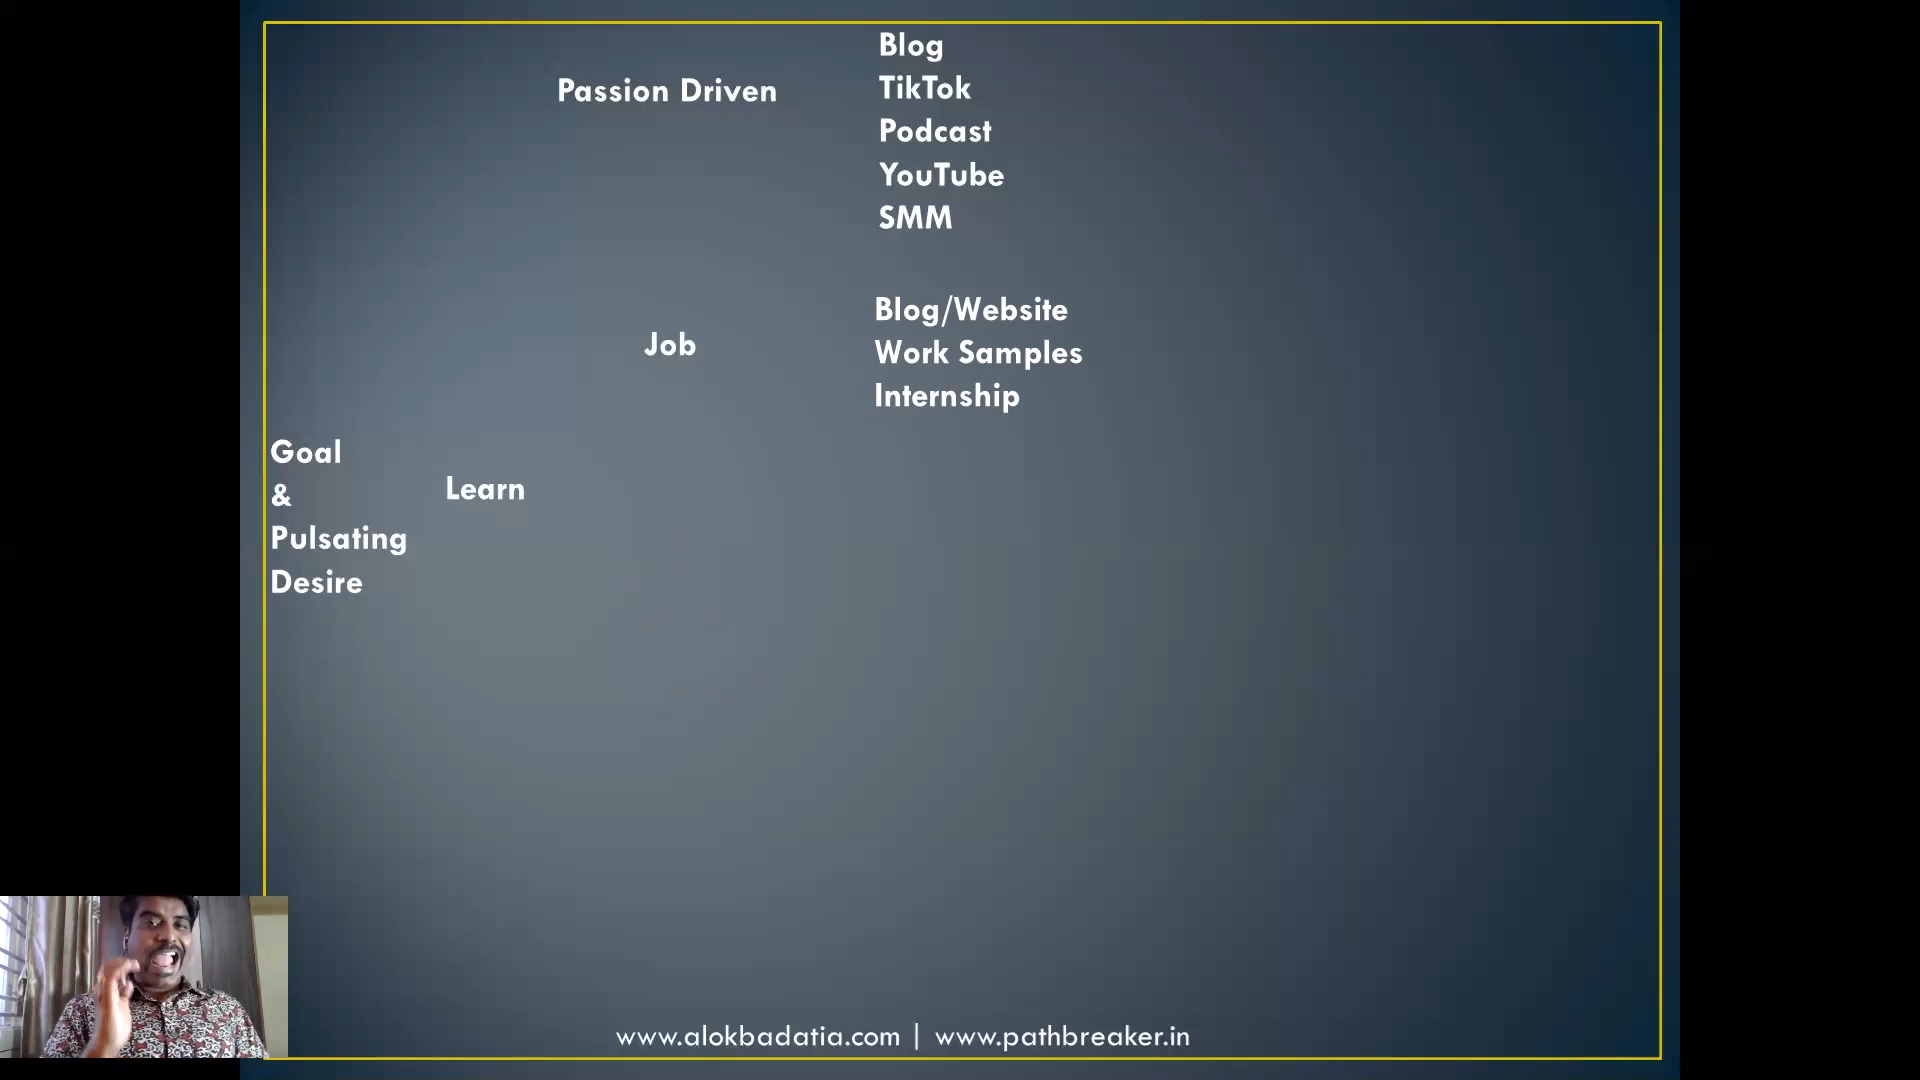 Passion Driven
Blog
TikTok
Podcast
YouTube
SMM
Job
Blog/Website
Work Samples
Internship
Goal
&
Pulsating
Desire
Learn
www.alokbadatia.com | www.pathbreaker.in